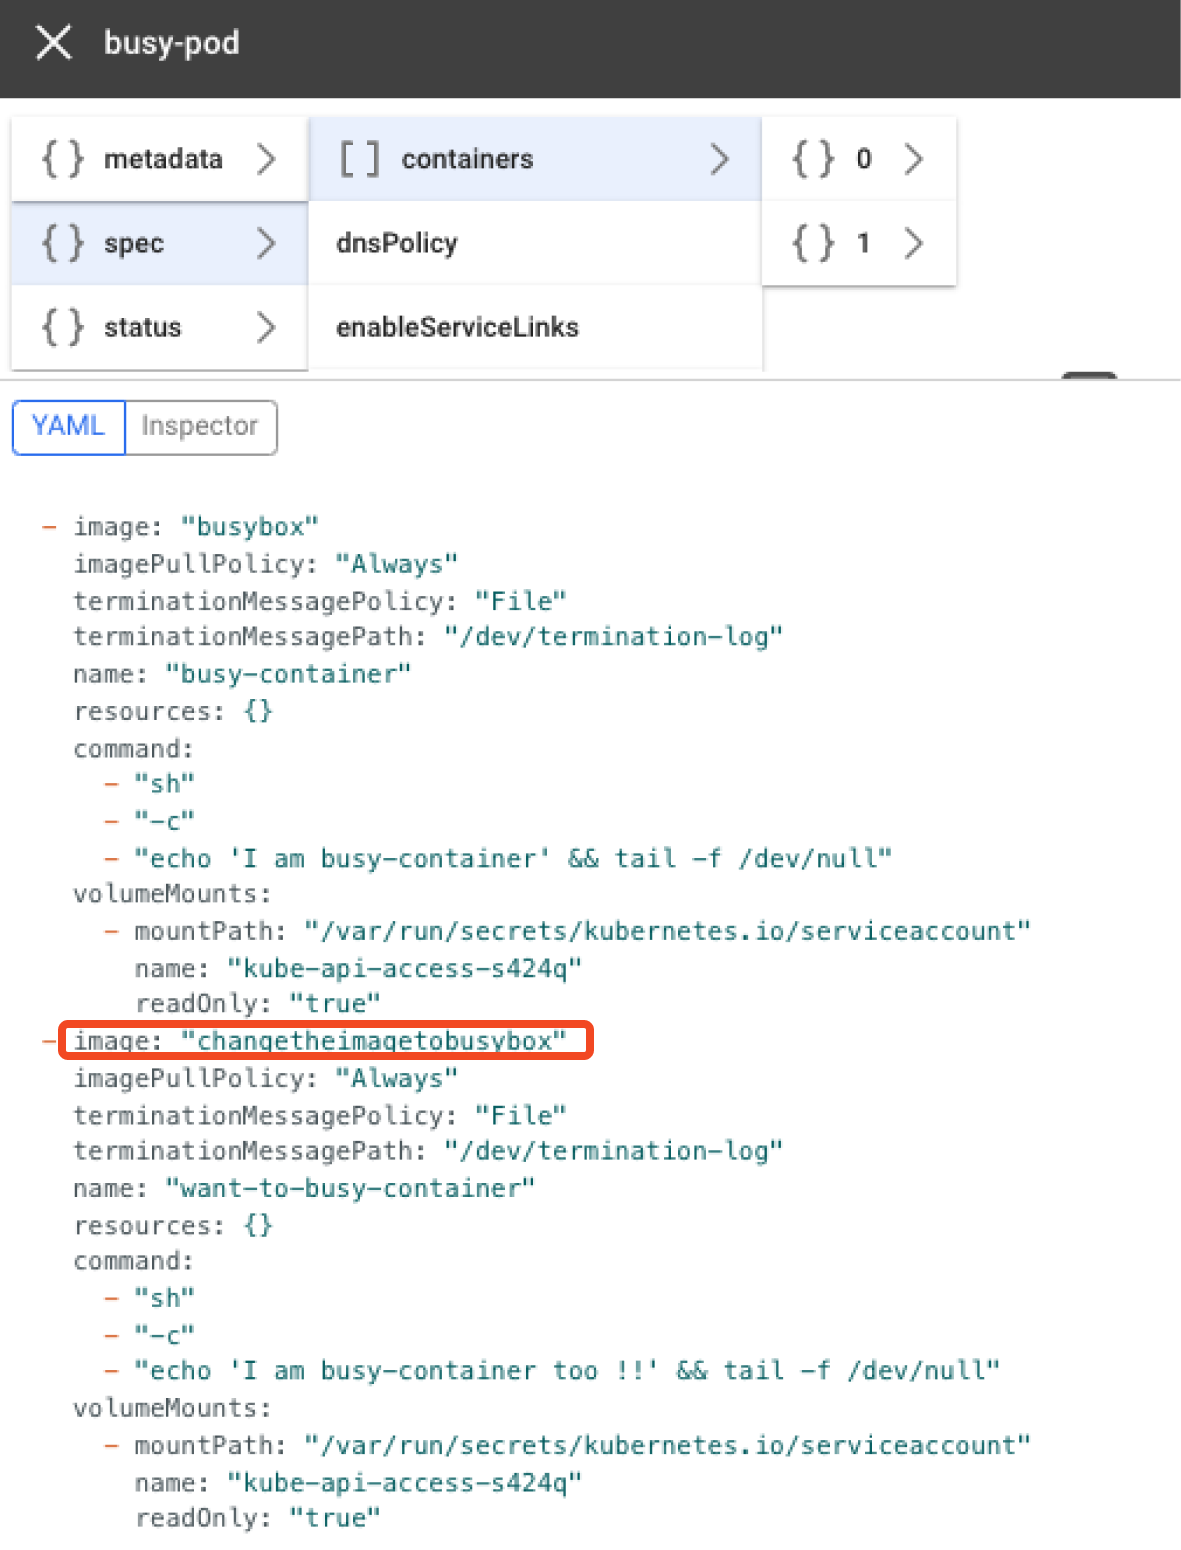 busy-pod
{ } metadata
[ ] containers
{ } 0
{ } spec
dnsPolicy
{ } 1
{ } status
enableServiceLinks
YAML Inspector
- image: "busybox"
imagePullPolicy: "Always"
terminationMessagePolicy: "File"
terminationMessagePath: "/dev/termination-log"
name: "busy-container"
resources: {}
command:
- "sh"
- "-c"
- "echo 'I am busy-container' && tail -f /dev/null"
volumeMounts:
- mountPath: "/var/run/secrets/kubernetes.io/serviceaccount"
name: "kube-api-access-s424q"
readOnly: "true"
- image: "changetheimagetobusybox"
imagePullPolicy: "Always"
terminationMessagePolicy: "File"
terminationMessagePath: "/dev/termination-log"
name: "want-to-busy-container"
resources: {}
command:
- "sh"
- "-c"
- "echo 'I am busy-container too !!' && tail -f /dev/null"
volumeMounts:
- mountPath: "/var/run/secrets/kubernetes.io/serviceaccount"
name: "kube-api-access-s424q"
readOnly: "true"